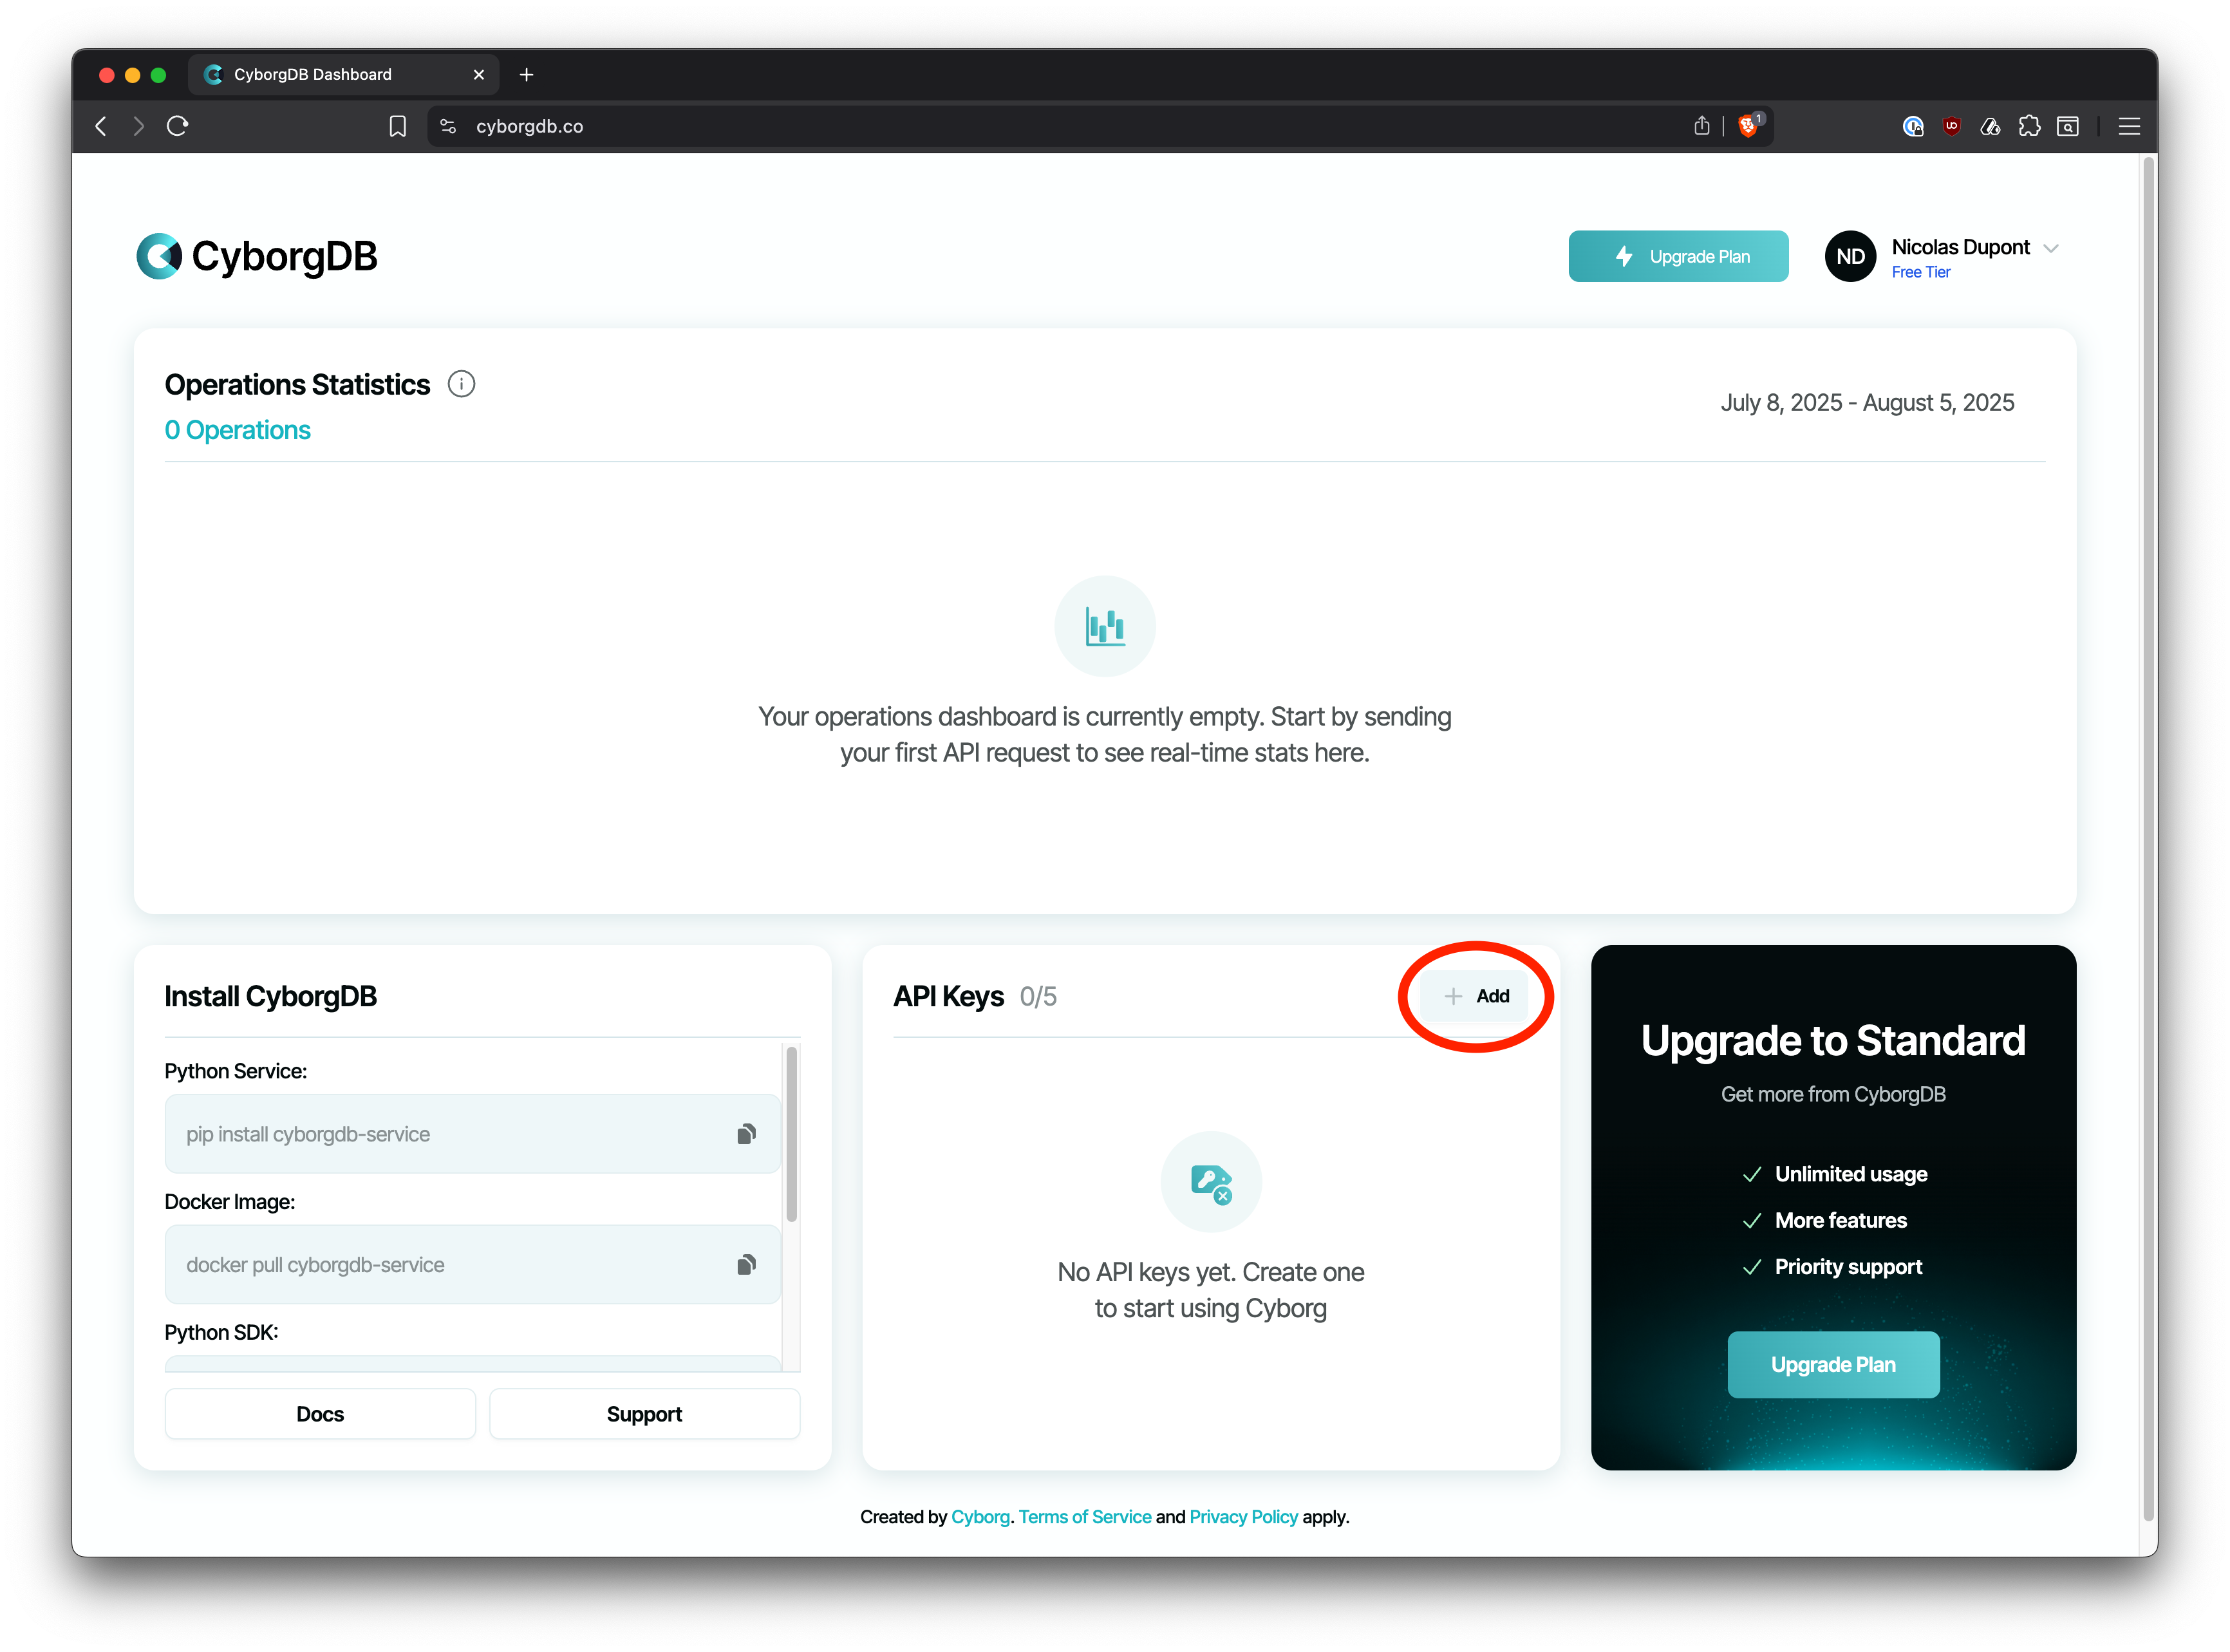 CyborgDB Dashboard
cyborgdb.co
1
CyborgDB
Upgrade Plan
ND
Nicolas Dupont
Free Tier
Operations Statistics
0 Operations
July 8, 2025 - August 5, 2025
Your operations dashboard is currently empty. Start by sending
your first API request to see real-time stats here.
Install CyborgDB
Python Service:
pip install cyborgdb-service
Docker Image:
docker pull cyborgdb-service
Python SDK:
Docs
Support
API Keys 0/5
Add
No API keys yet. Create one
to start using Cyborg
Upgrade to Standard
Get more from CyborgDB
Unlimited usage
More features
Priority support
Upgrade Plan
Created by Cyborg. Terms of Service and Privacy Policy apply.